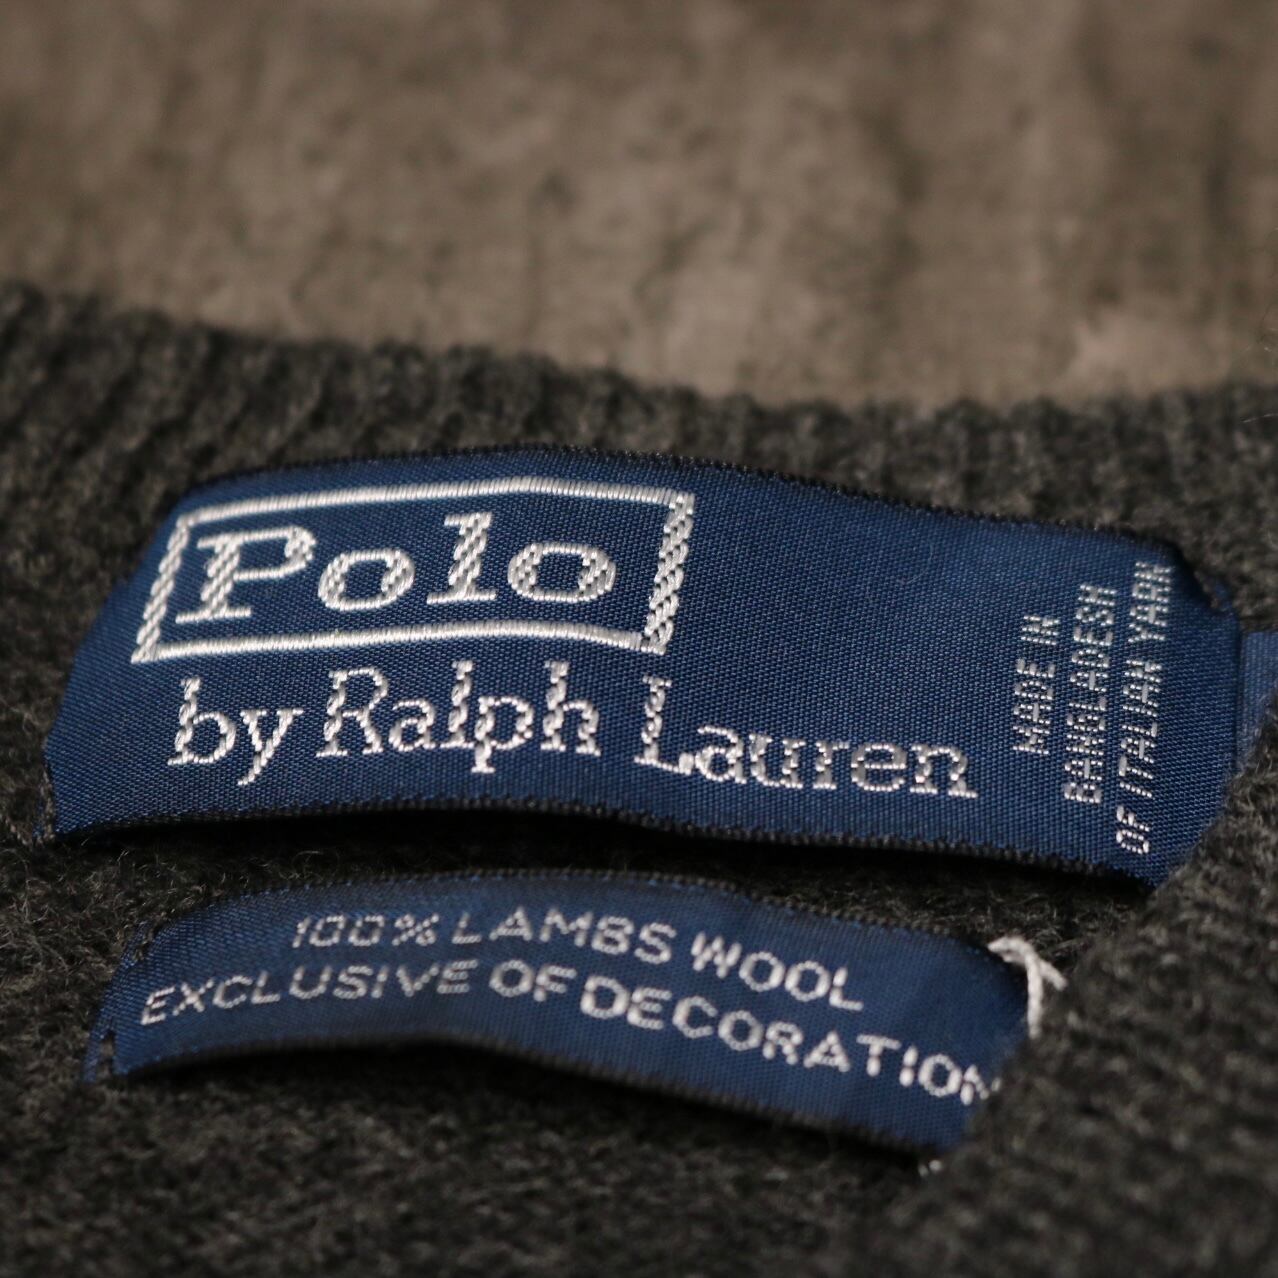 Polo
by Ralph Lauren
MADE IN
BANGLADESH
OF ITALIAN YARN
100% LAMBS WOOL
EXCLUSIVE OF DECORATION